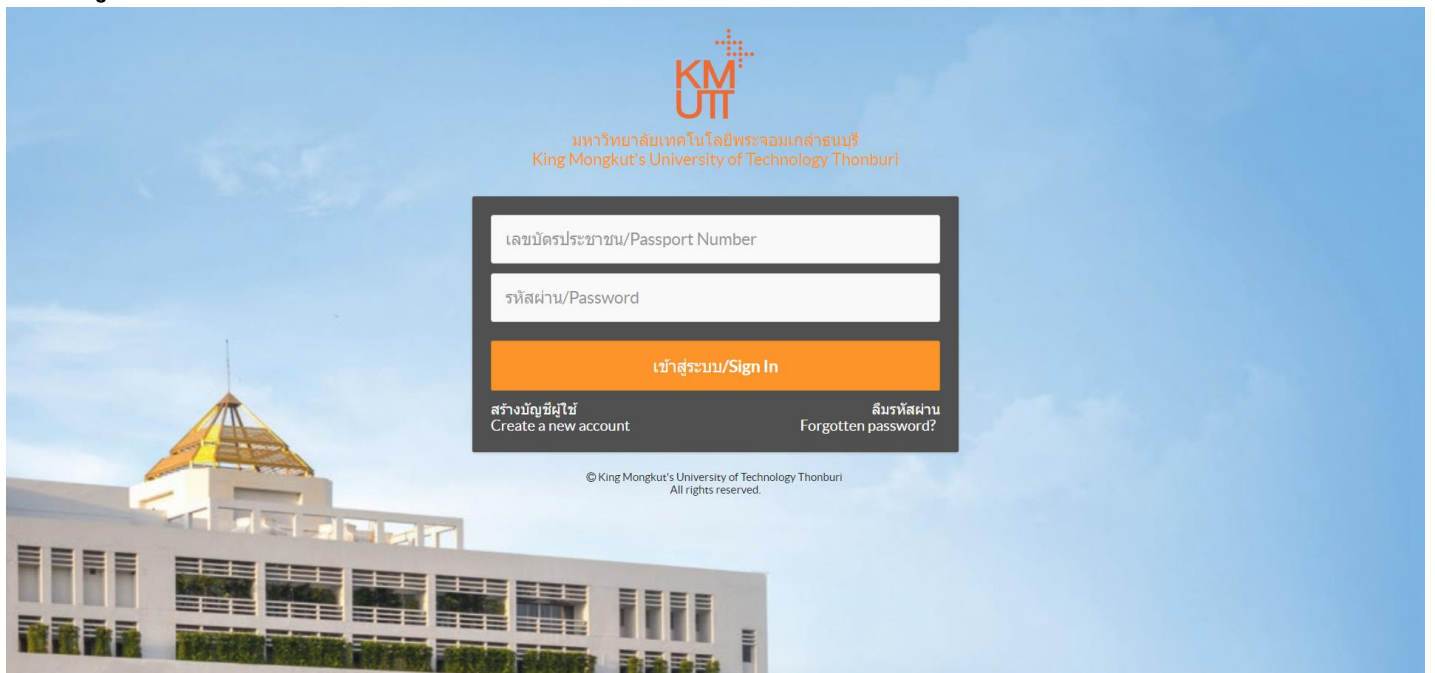 KM
UTT
มหาวิทยาลัยเทคโนโลยีพระจอมเกล้าธนบุรี
King Mongkut's University of Technology Thonburi
เลขบัตรประชาชน/Passport Number
รหัสผ่าน/Password
เข้าสู่ระบบ/Sign In
สร้างบัญชีผู้ใช้
Create a new account
ลืมรหัสผ่าน
Forgotten password?
© King Mongkut's University of Technology Thonburi
All rights reserved.